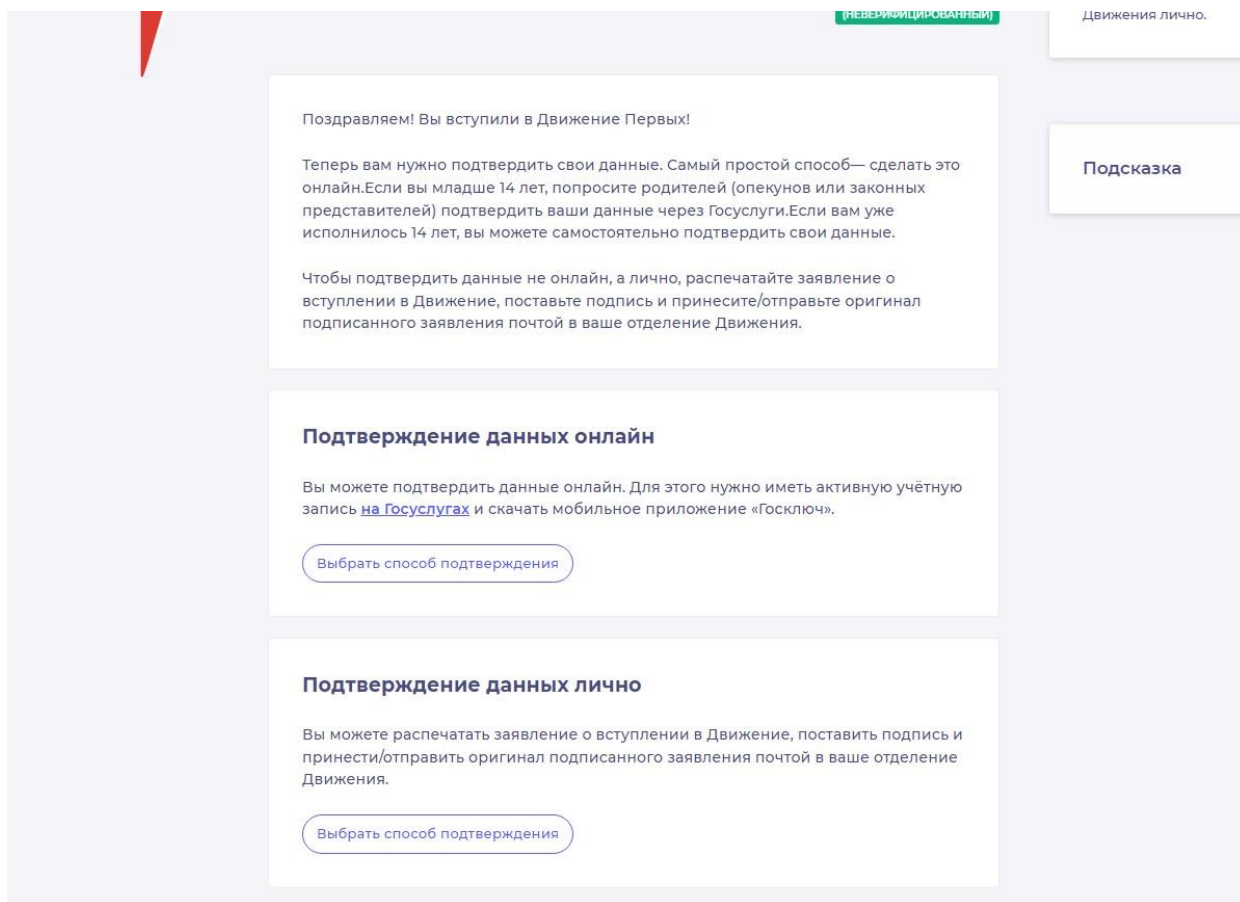 (НЕВЕРИФИЦИРОВАННЫЙ)
Движения лично.
Поздравляем! Вы вступили в Движение Первых!
Теперь вам нужно подтвердить свои данные. Самый простой способ— сделать это
онлайн.Если вы младше 14 лет, попросите родителей (опекунов или законных
представителей) подтвердить ваши данные через Госуслуги.Если вам уже
исполнилось 14 лет, вы можете самостоятельно подтвердить свои данные.
Чтобы подтвердить данные не онлайн, а лично, распечатайте заявление о
вступлении в Движение, поставьте подпись и принесите/отправьте оригинал
подписанного заявления почтой в ваше отделение Движения.
Подсказка
Подтверждение данных онлайн
Вы можете подтвердить данные онлайн. Для этого нужно иметь активную учётную
запись на Госуслугах и скачать мобильное приложение «Госключ».
Выбрать способ подтверждения
Подтверждение данных лично
Вы можете распечатать заявление о вступлении в Движение, поставить подпись и
принести/отправить оригинал подписанного заявления почтой в ваше отделение
Движения.
Выбрать способ подтверждения